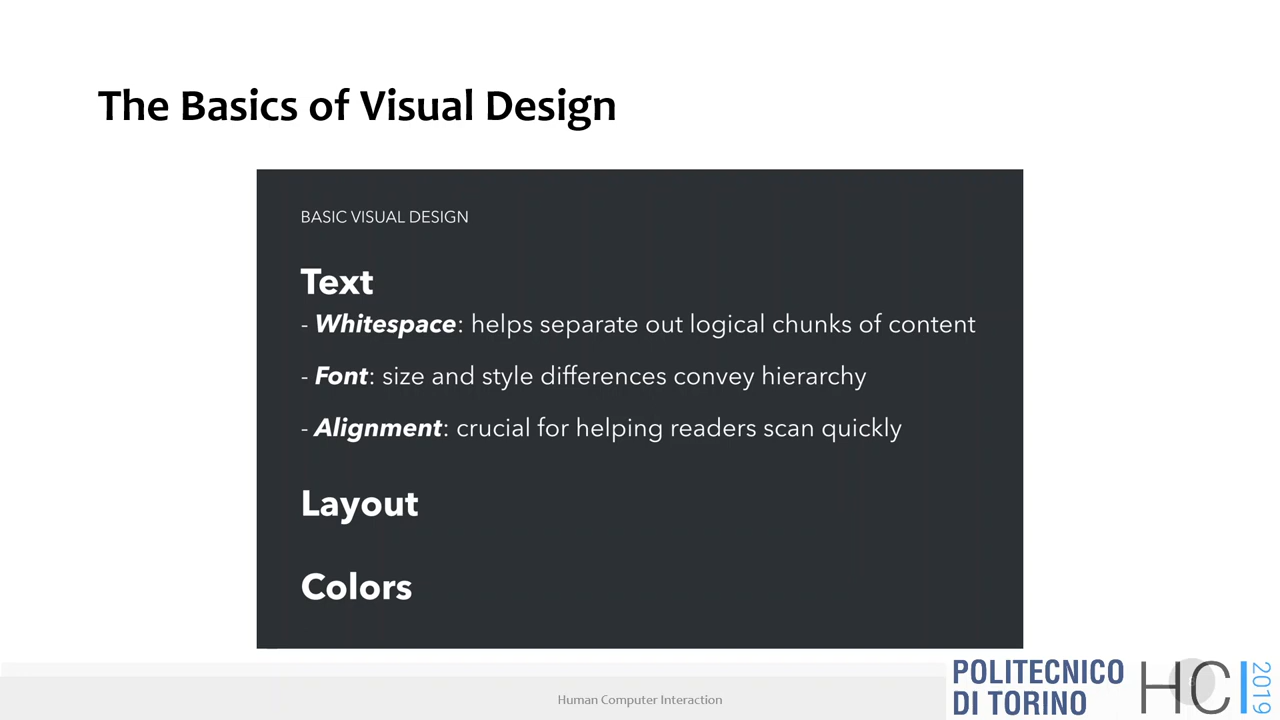 The Basics of Visual Design
BASIC VISUAL DESIGN
Text
- Whitespace: helps separate out logical chunks of content
- Font: size and style differences convey hierarchy
- Alignment: crucial for helping readers scan quickly
Layout
Colors
Human Computer Interaction
POLITECNICO
DI TORINO
HCI
2019